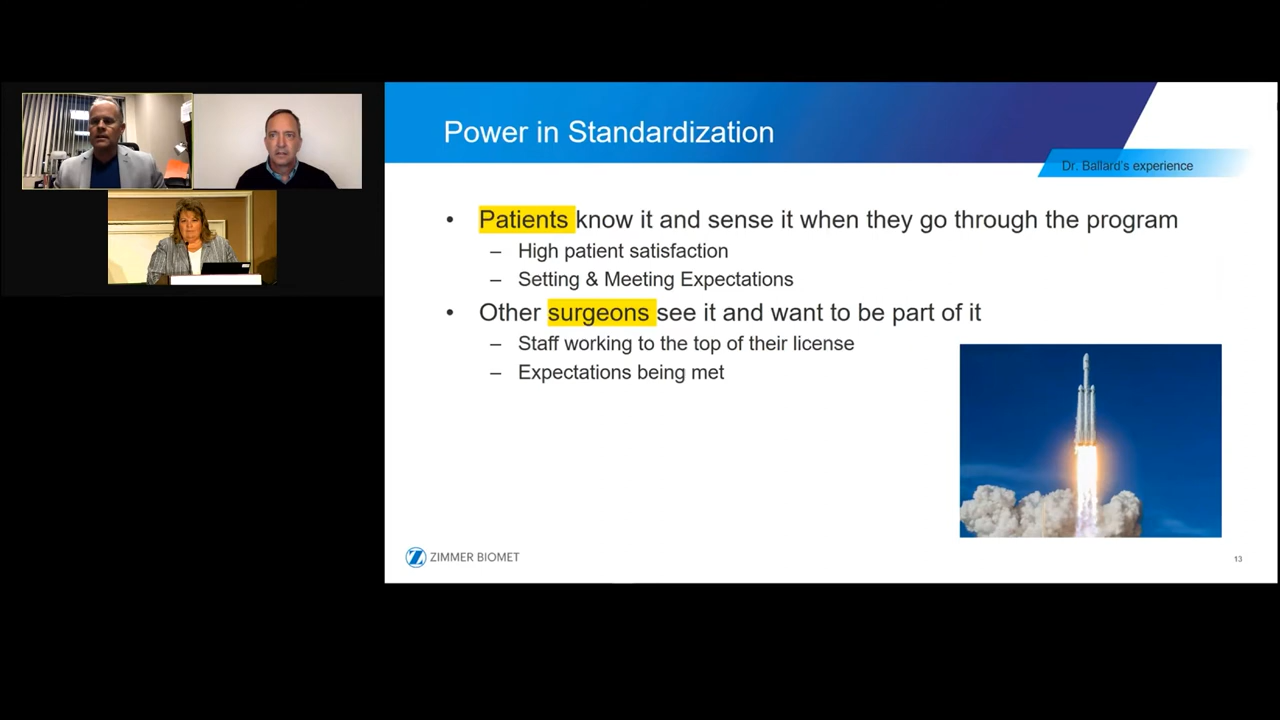 Power in Standardization
Dr. Ballard's experience
• Patients know it and sense it when they go through the program
– High patient satisfaction
– Setting & Meeting Expectations
• Other surgeons see it and want to be part of it
– Staff working to the top of their license
– Expectations being met
ZIMMER BIOMET
13